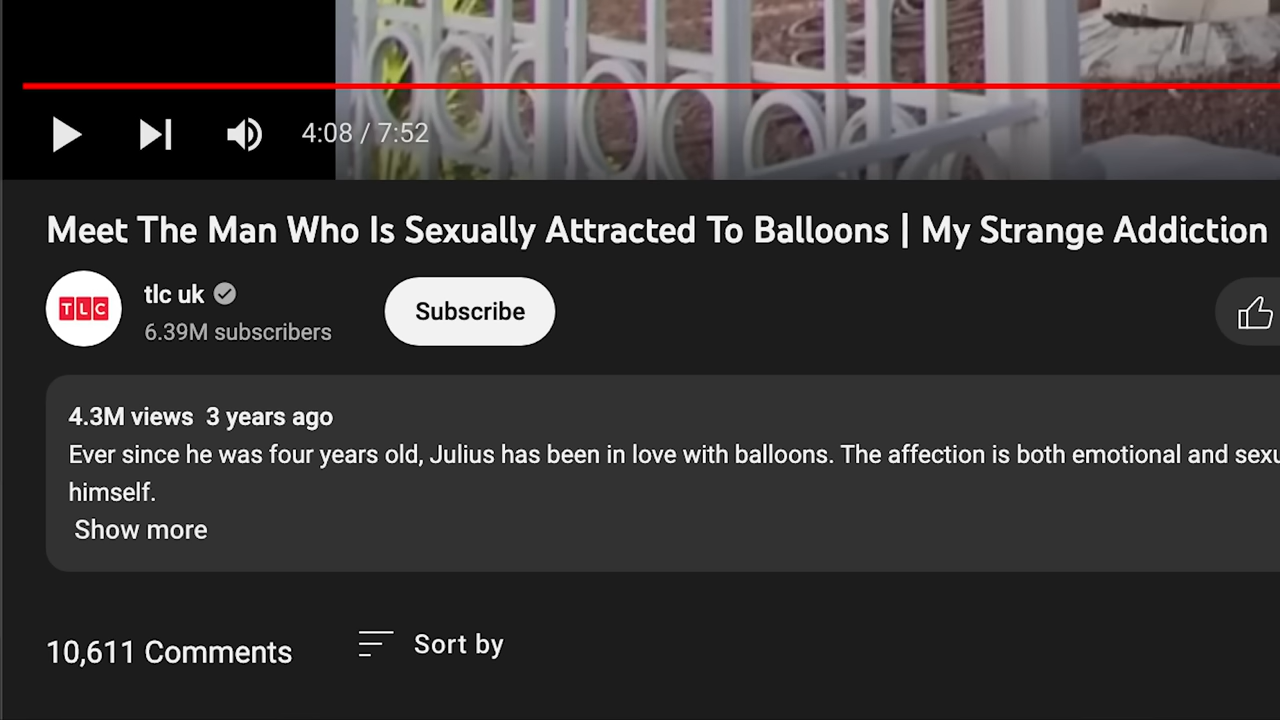 4:08 / 7:52
Meet The Man Who Is Sexually Attracted To Balloons | My Strange Addiction
TLC
tlc uk
6.39M subscribers
Subscribe
4.3M views 3 years ago
Ever since he was four years old, Julius has been in love with balloons. The affection is both emotional and sexu
himself.
Show more
10,611 Comments
Sort by